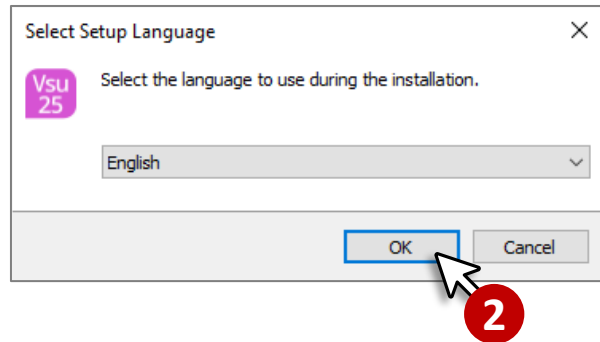 Select Setup Language
Vsu
25
Select the language to use during the installation.
English
OK
Cancel
2